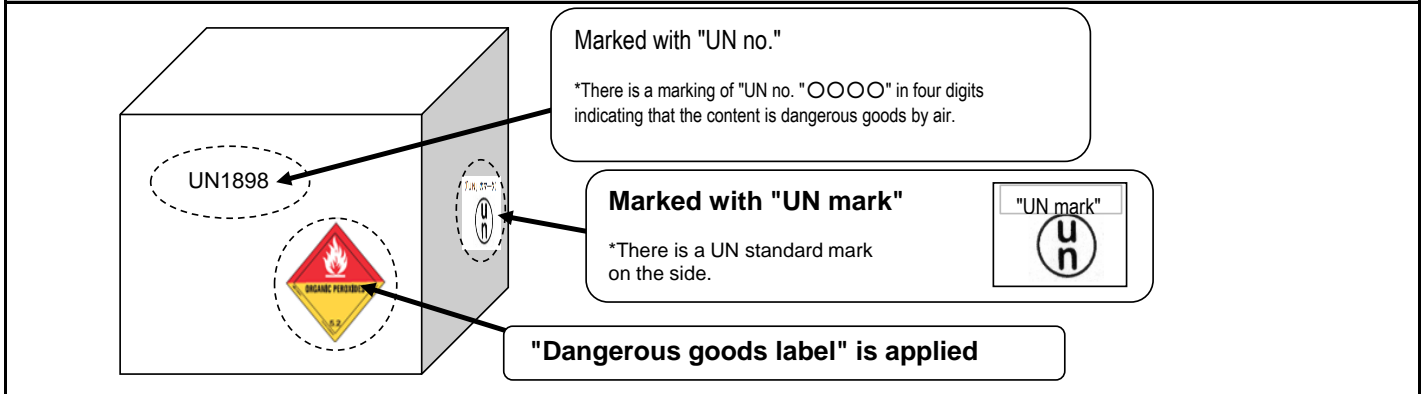 Marked with "UN no."
*There is a marking of "UN no. "〇〇〇〇" in four digits
indicating that the content is dangerous goods by air.
UN1898
Marked with "UN mark"
*There is a UN standard mark
on the side.
"UN mark"
u
n
u
n
ORGANIC PEROXIDES
5.2
"Dangerous goods label" is applied